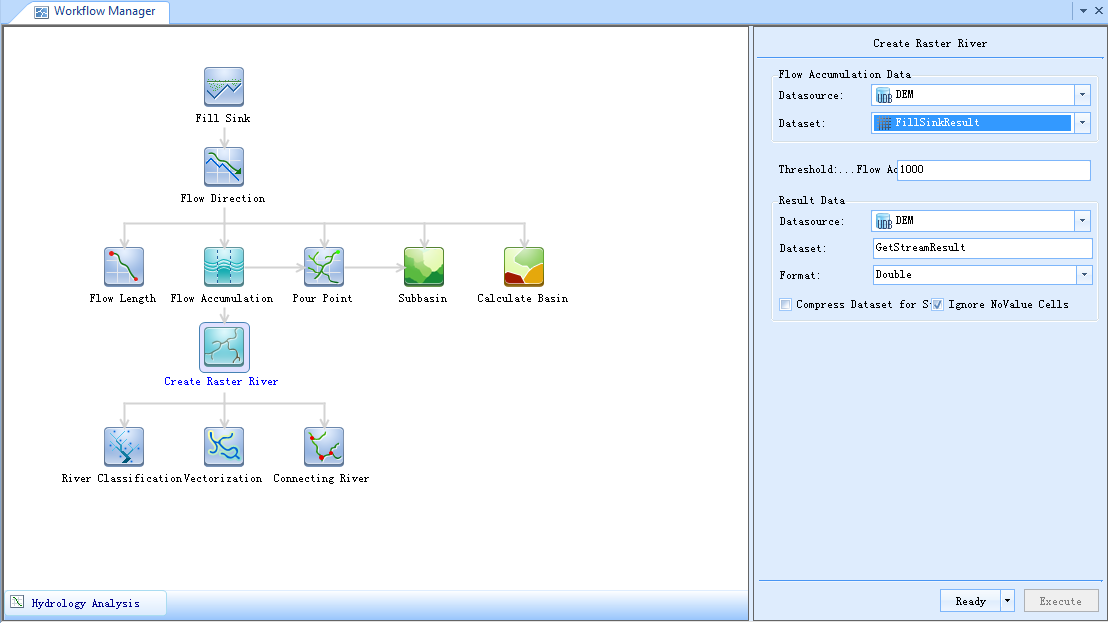 Workflow Manager
Fill Sink
Flow Direction
Flow Length
Flow Accumulation
Pour Point
Subbasin
Calculate Basin
Create Raster River
River Classification
Vectorization
Connecting River
Hydrology Analysis
Create Raster River
Flow Accumulation Data
Datasource:
UDB
DEM
Dataset:
FillSinkResult
Threshold:...Flow Ac
1000
Result Data
Datasource:
UDB
DEM
Dataset:
GetStreamResult
Format:
Double
Compress Dataset for S
Ignore NoValue Cells
Ready
Execute